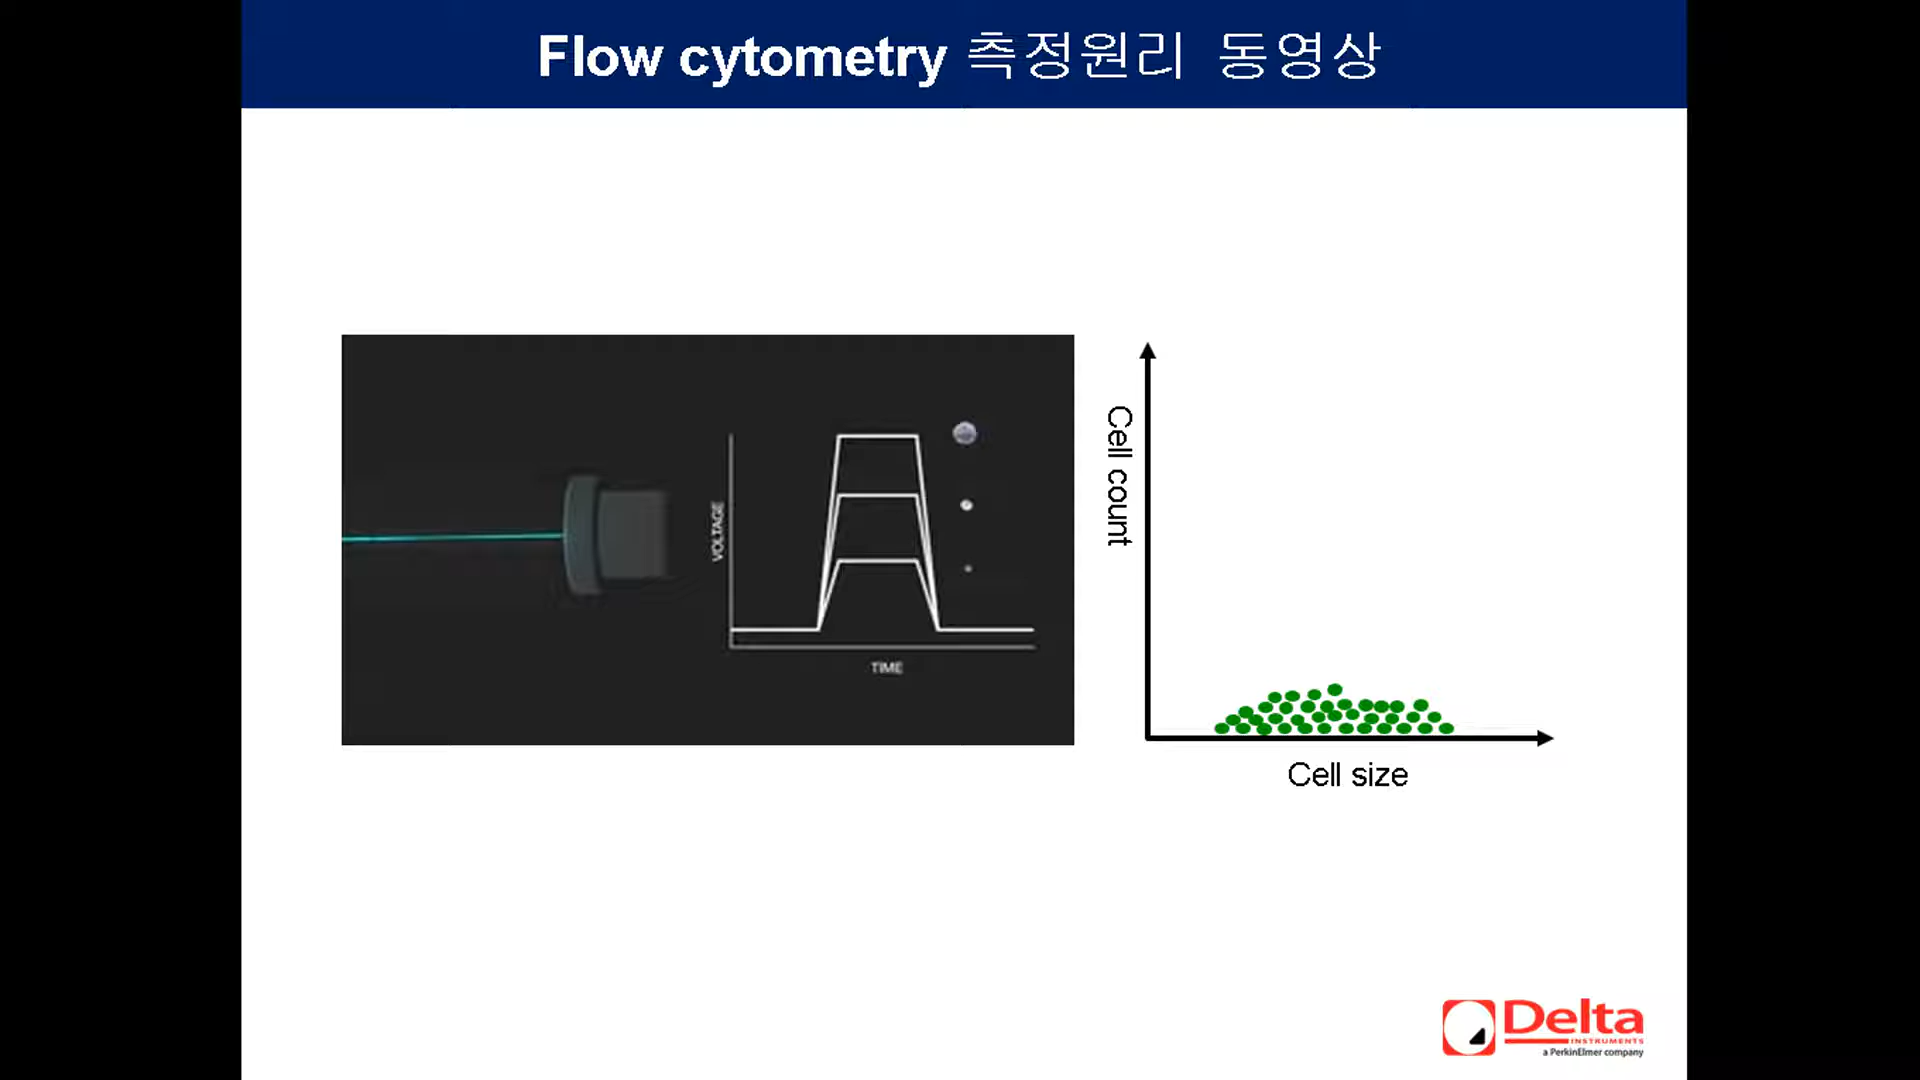 Flow cytometry 측정원리 동영상
VOLTAGE
TIME
Cell count
Cell size
Delta
INSTRUMENTS
a PerkinElmer company